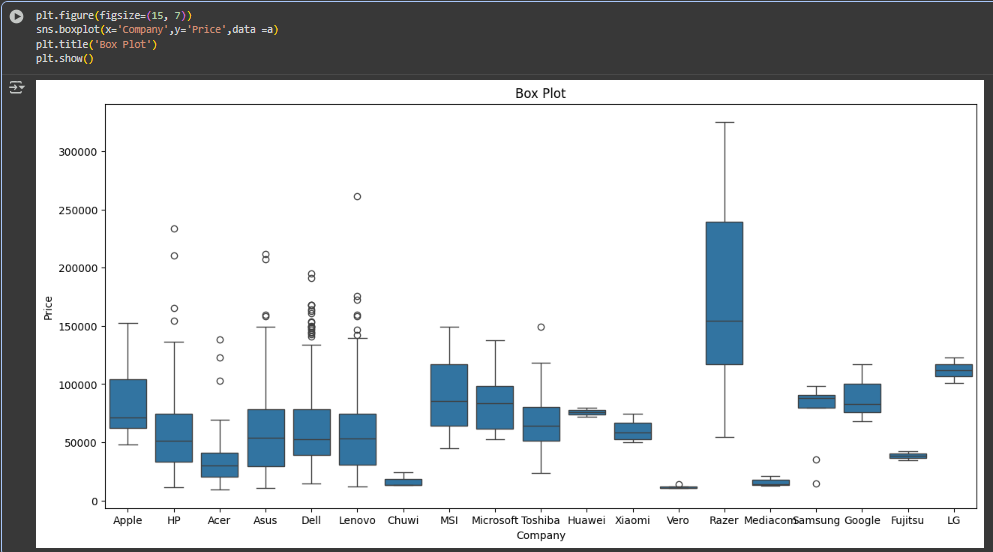 plt.figure(figsize=(15, 7))
sns.boxplot(x='Company',y='Price',data =a)
plt.title('Box Plot')
plt.show()
Box Plot
300000
250000
200000
150000
100000
50000
0
Price
Apple HP Acer Asus Dell Lenovo Chuwi MSI Microsoft Toshiba Huawei Xiaomi Vero Razer Mediacom Samsung Google Fujitsu LG
Company